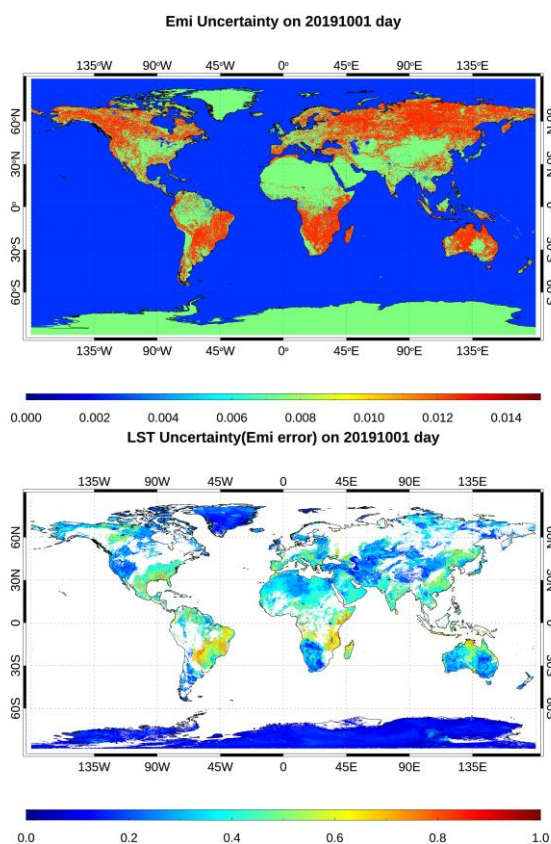 Emi Uncertainty on 20191001 day
135°W 90°W 45°W 0° 45°E 90°E 135°E
60°N
30°N
0°
0°
30°S
60°S
135°W 90°W 45°W 0° 45°E 90°E 135°E
0.000 0.002 0.004 0.006 0.008 0.010 0.012 0.014
LST Uncertainty(Emi error) on 20191001 day
135W 90W 45W 0 45E 90E 135E
60N
30N
0
0
30S
60S
135W 90W 45W 0 45E 90E 135E
0.0 0.2 0.4 0.6 0.8 1.0